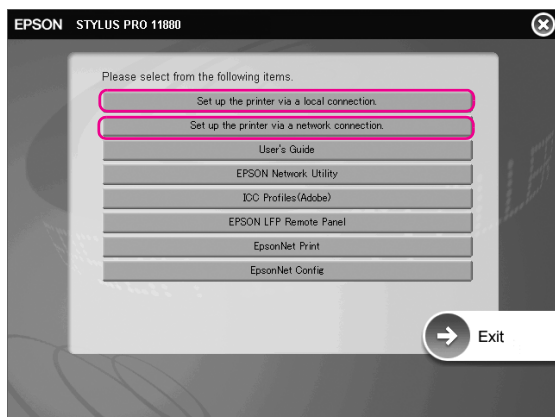 EPSON STYLUS PRO 11880
Please select from the following items.
Set up the printer via a local connection.
Set up the printer via a network connection.
User's Guide
EPSON Network Utility
ICC Profiles(Adobe)
EPSON LFP Remote Panel
EpsonNet Print
EpsonNet Config
Exit